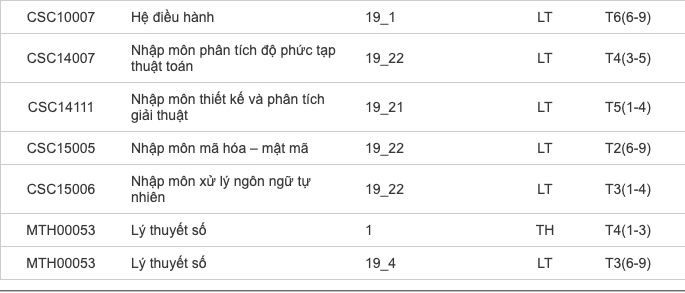 CSC10007 Hệ điều hành 19_1 LT T6(6-9)
CSC14007 Nhập môn phân tích độ phức tạp thuật toán 19_22 LT T4(3-5)
CSC14111 Nhập môn thiết kế và phân tích giải thuật 19_21 LT T5(1-4)
CSC15005 Nhập môn mã hóa – mật mã 19_22 LT T2(6-9)
CSC15006 Nhập môn xử lý ngôn ngữ tự nhiên 19_22 LT T3(1-4)
MTH00053 Lý thuyết số 1 TH T4(1-3)
MTH00053 Lý thuyết số 19_4 LT T3(6-9)